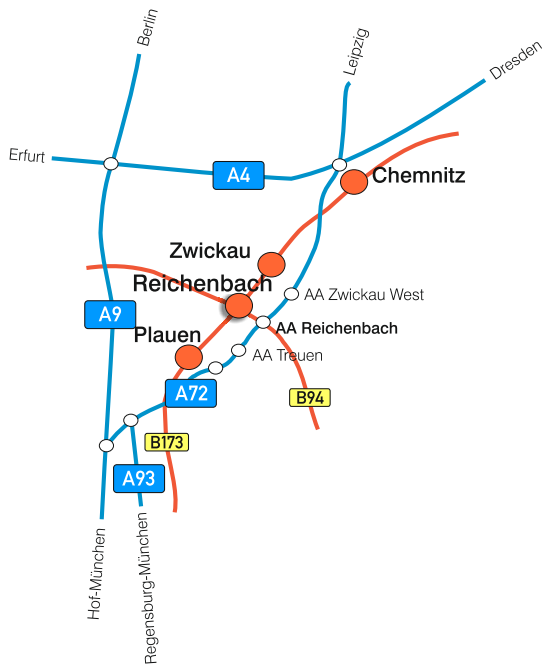 Berlin
Leipzig
Dresden
Erfurt
A4
Chemnitz
Zwickau
Reichenbach
AA Zwickau West
A9
AA Reichenbach
Plauen
AA Treuen
A72
B94
B173
A93
Hof-München
Regensburg-München